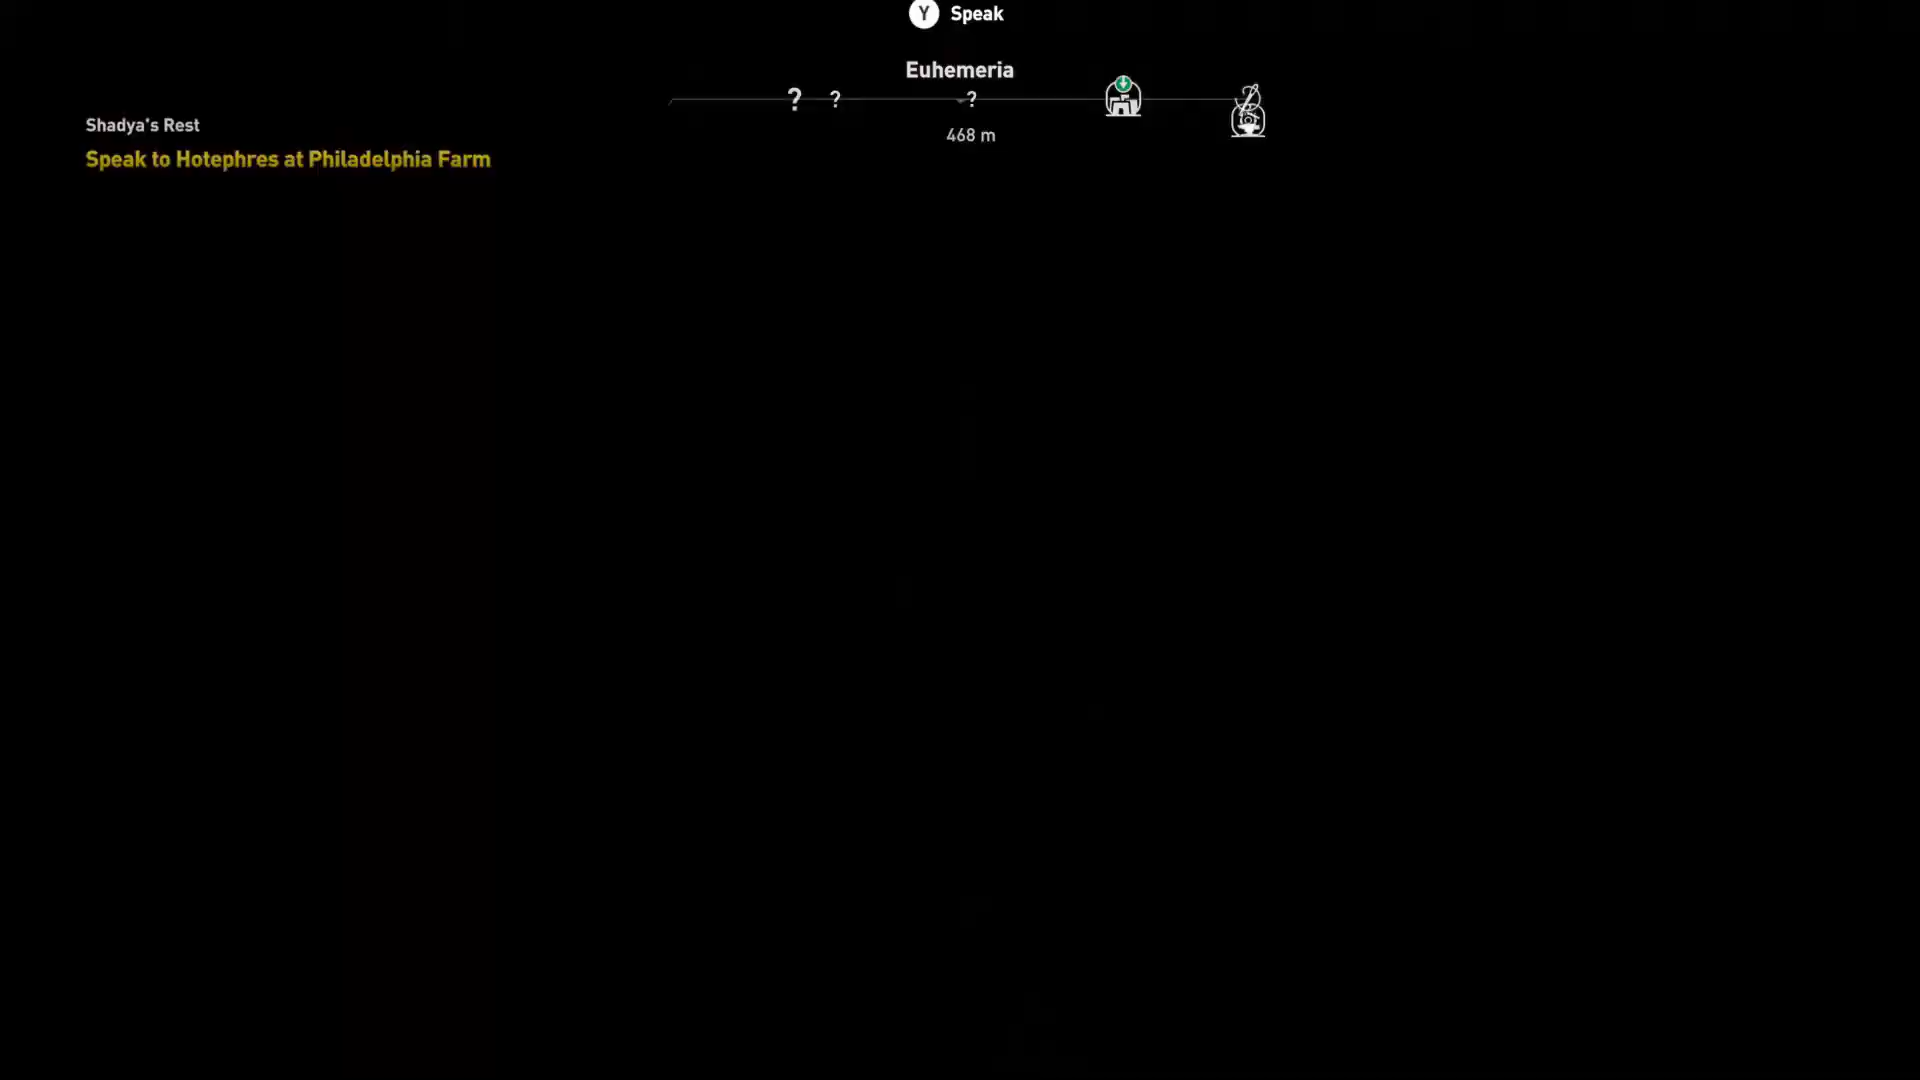 Y Speak
Euhemeria
? ? ?
468 m
Shadya's Rest
Speak to Hotephres at Philadelphia Farm